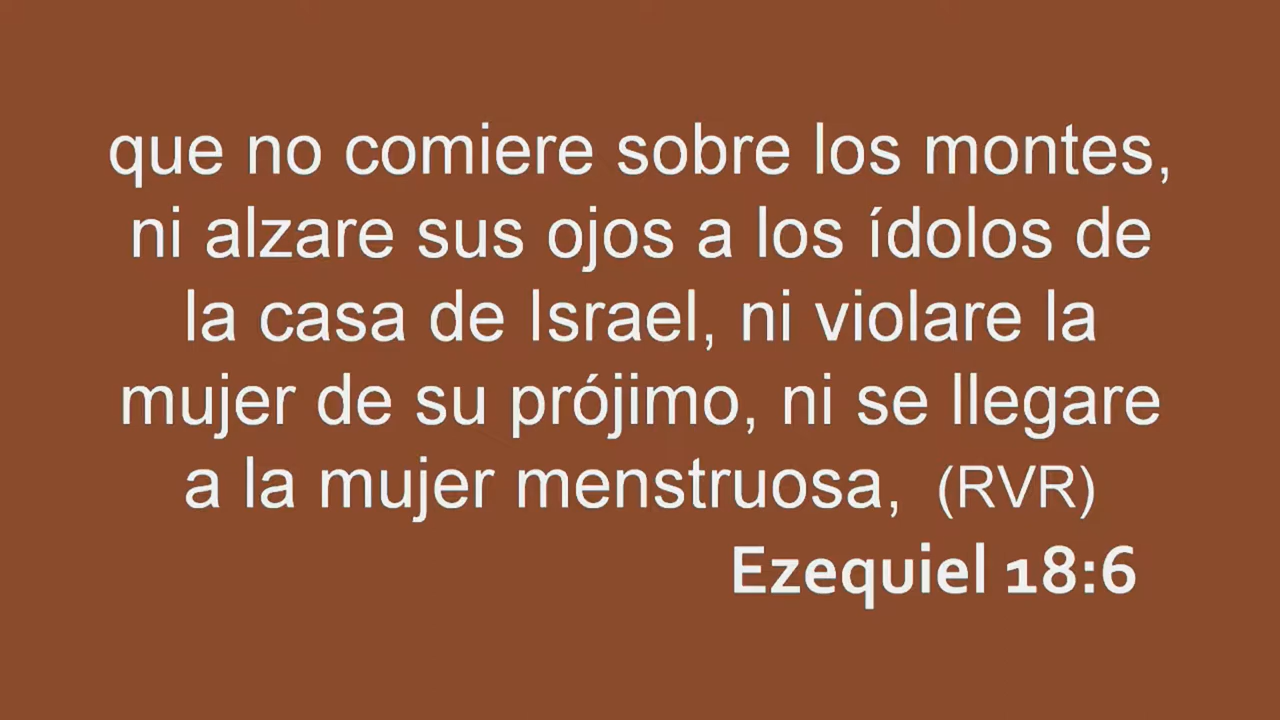 que no comiere sobre los montes,
ni alzare sus ojos a los ídolos de
la casa de Israel, ni violare la
mujer de su prójimo, ni se llegare
a la mujer menstruosa, (RVR)
Ezequiel 18:6